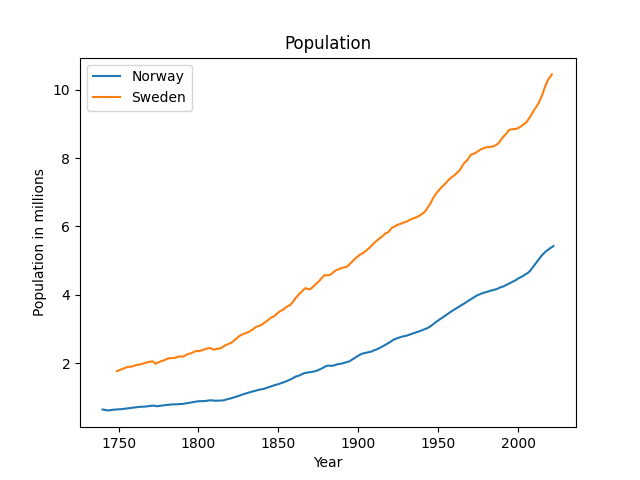 Population
Norway
Sweden
Population in millions
10
8
6
4
2
1750 1800 1850 1900 1950 2000
Year